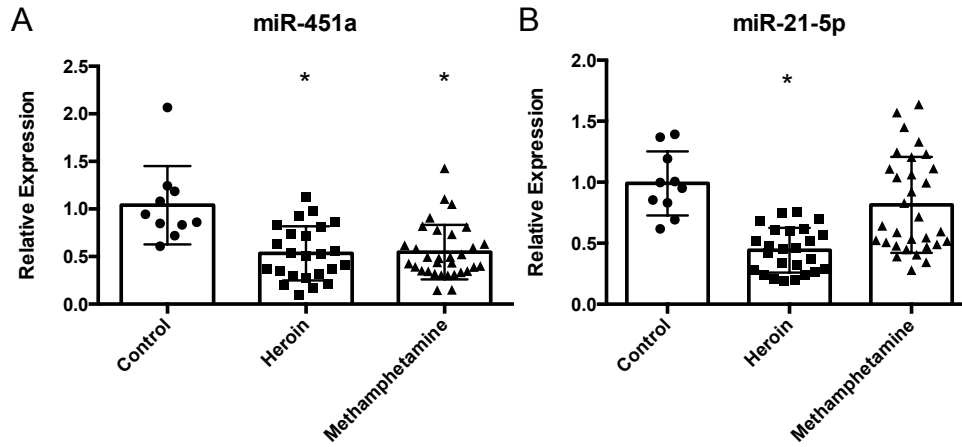 A
miR-451a
Relative Expression
2.5
2.0
1.5
1.0
0.5
0.0
*
*
Control
Heroin
Methamphetamine
B
miR-21-5p
Relative Expression
2.0
1.5
1.0
0.5
0.0
*
Control
Heroin
Methamphetamine